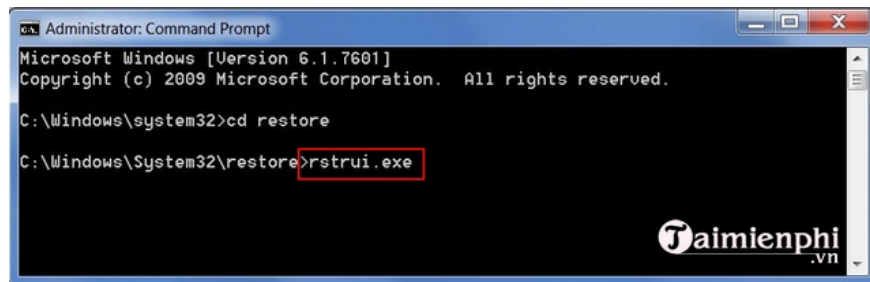 Administrator: Command Prompt
Microsoft Windows [Version 6.1.7601]
Copyright (c) 2009 Microsoft Corporation. All rights reserved.
C:\Windows\system32>cd restore
C:\Windows\System32\restore>rstrui.exe
Taimienphi
.vn